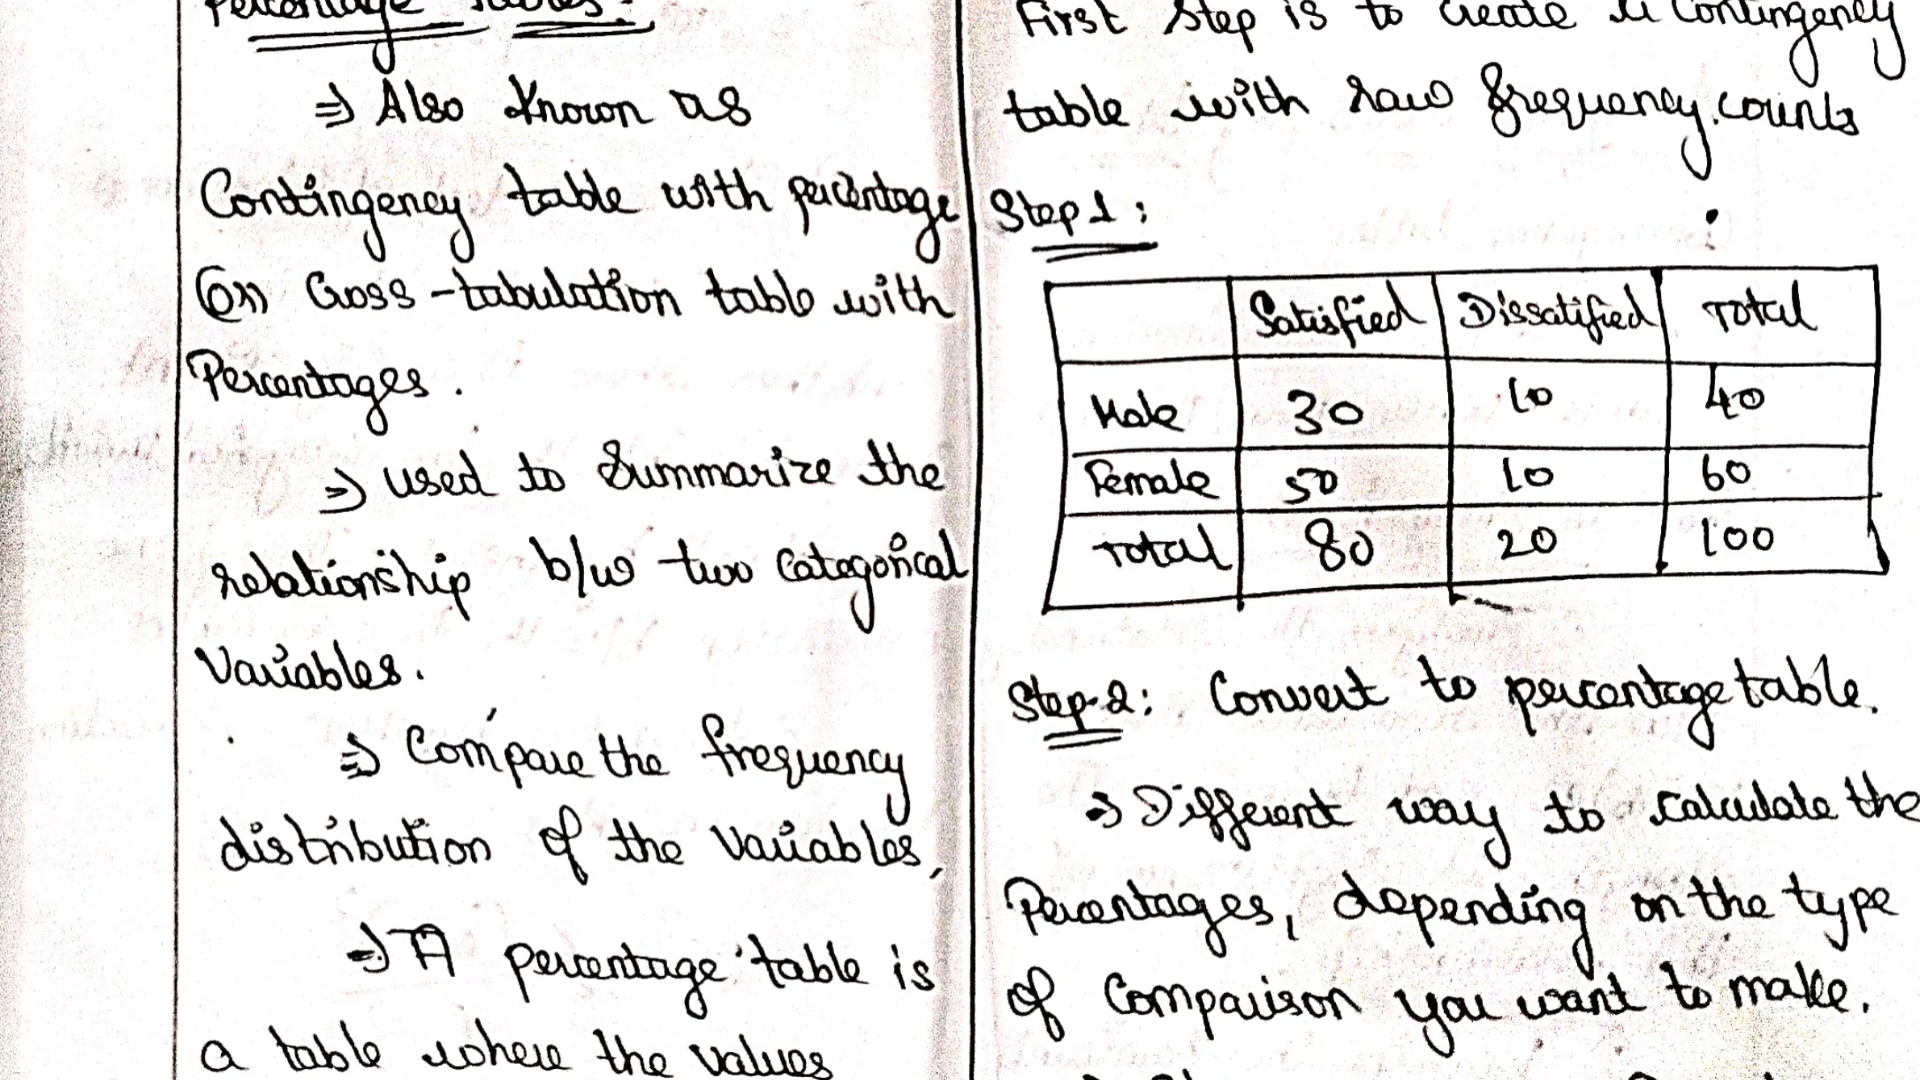 Percentage Tables:
⇒ Also known as
Contingency table with percentage
(or) Cross-tabulation table with
Percentages.
⇒ used to Summarize the
relationship b/w two Categorical
Variables.
⇒ Compare the frequency
distribution of the Variables,
⇒ A percentage table is
a table where the values
First Step is to create a Contingency
table with raw frequency counts
Step 1:
Satisfied Dissatified Total
Male 30 10 40
Female 50 10 60
Total 80 20 100
Step-2: Convert to percentage table.
⇒ Different way to calculate the
Percentages, depending on the type
of Comparison you want to make.